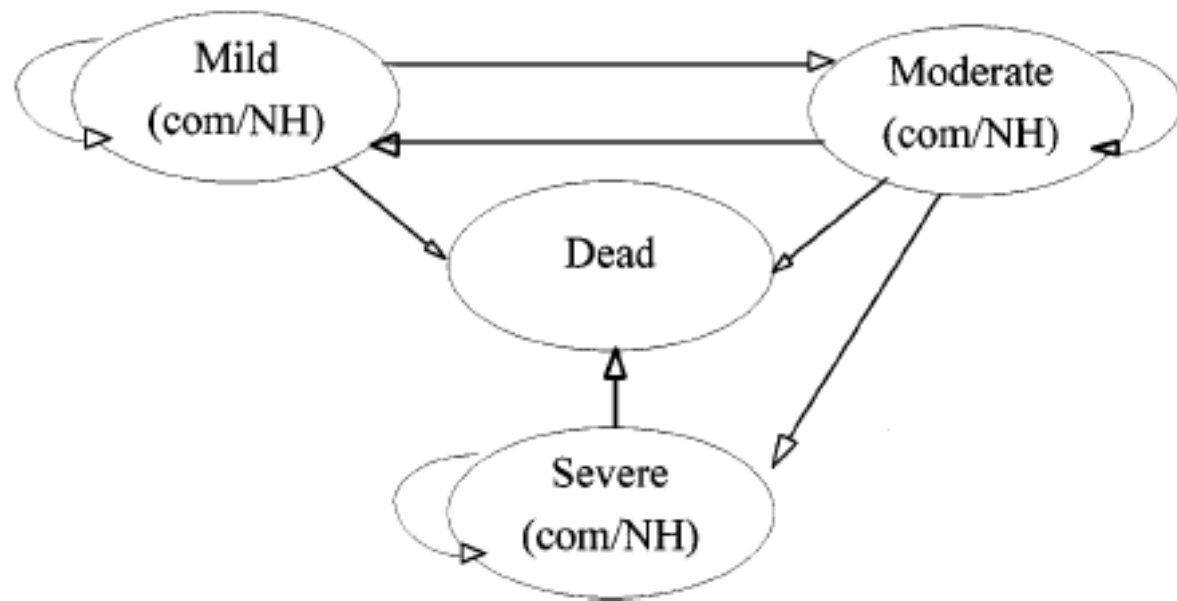 Mild
(com/NH)
Moderate
(com/NH)
Dead
Severe
(com/NH)